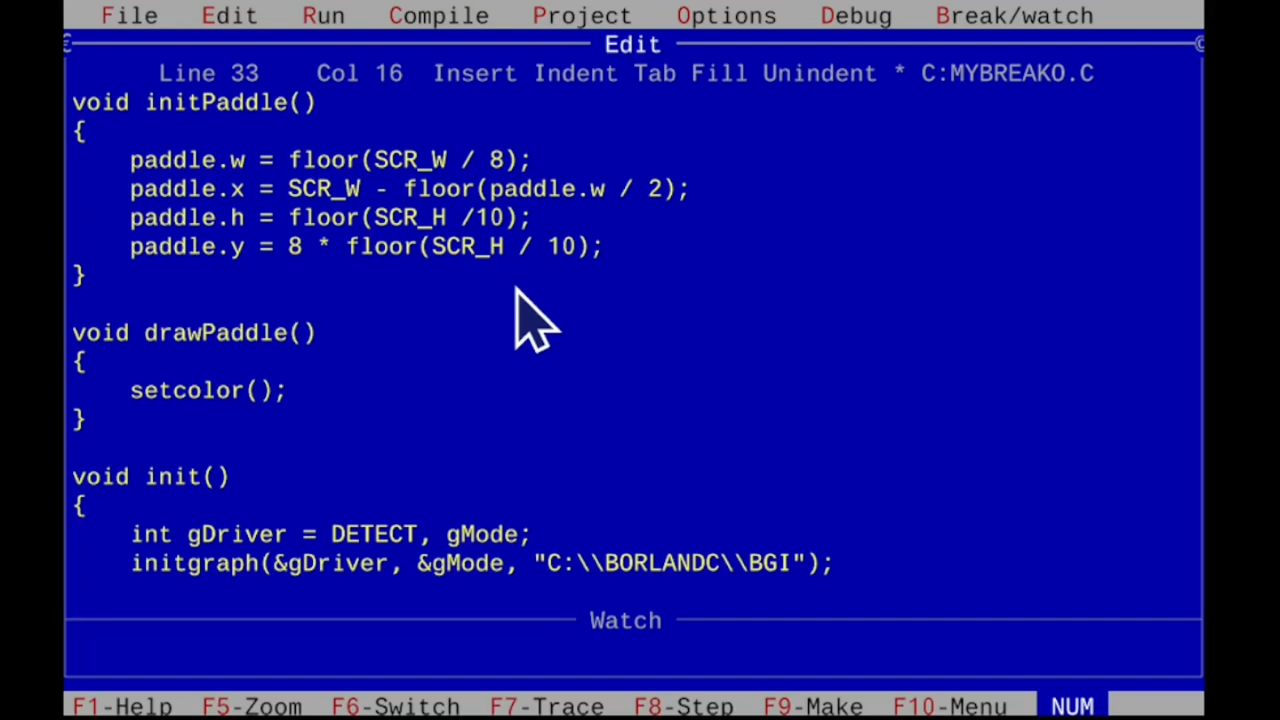 File Edit Run Compile Project Options Debug Break/watch
Edit
Line 33 Col 16 Insert Indent Tab Fill Unindent * C:MYBREAKO.C
void initPaddle()
{
paddle.w = floor(SCR_W / 8);
paddle.x = SCR_W - floor(paddle.w / 2);
paddle.h = floor(SCR_H /10);
paddle.y = 8 * floor(SCR_H / 10);
}
void drawPaddle()
{
setcolor();
}
void init()
{
int gDriver = DETECT, gMode;
initgraph(&gDriver, &gMode, "C:\\BORLANDC\\BGI");
Watch
F1-Help F5-Zoom F6-Switch F7-Trace F8-Step F9-Make F10-Menu NUM